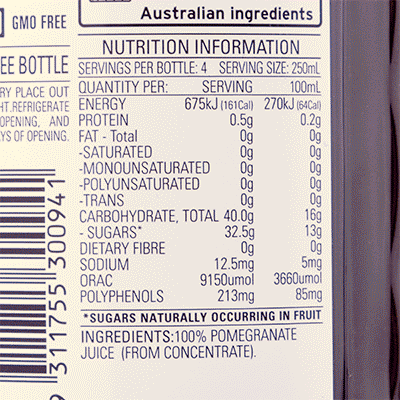 Australian ingredients
GMO FREE
EE BOTTLE
RY PLACE OUT
HT. REFRIGERATE
OPENING, AND
YS OF OPENING.
9 311755 300941
NUTRITION INFORMATION
SERVINGS PER BOTTLE: 4 SERVING SIZE: 250mL
QUANTITY PER: SERVING 100mL
ENERGY 675kJ (161Cal) 270kJ (64Cal)
PROTEIN 0.5g 0.2g
FAT - Total 0g 0g
-SATURATED 0g 0g
-MONOUNSATURATED 0g 0g
-POLYUNSATURATED 0g 0g
-TRANS 0g 0g
CARBOHYDRATE, TOTAL 40.0g 16g
- SUGARS* 32.5g 13g
DIETARY FIBRE 0g 0g
SODIUM 12.5mg 5mg
ORAC 9150umol 3660umol
POLYPHENOLS 213mg 85mg
*SUGARS NATURALLY OCCURRING IN FRUIT
INGREDIENTS:100% POMEGRANATE
JUICE (FROM CONCENTRATE).